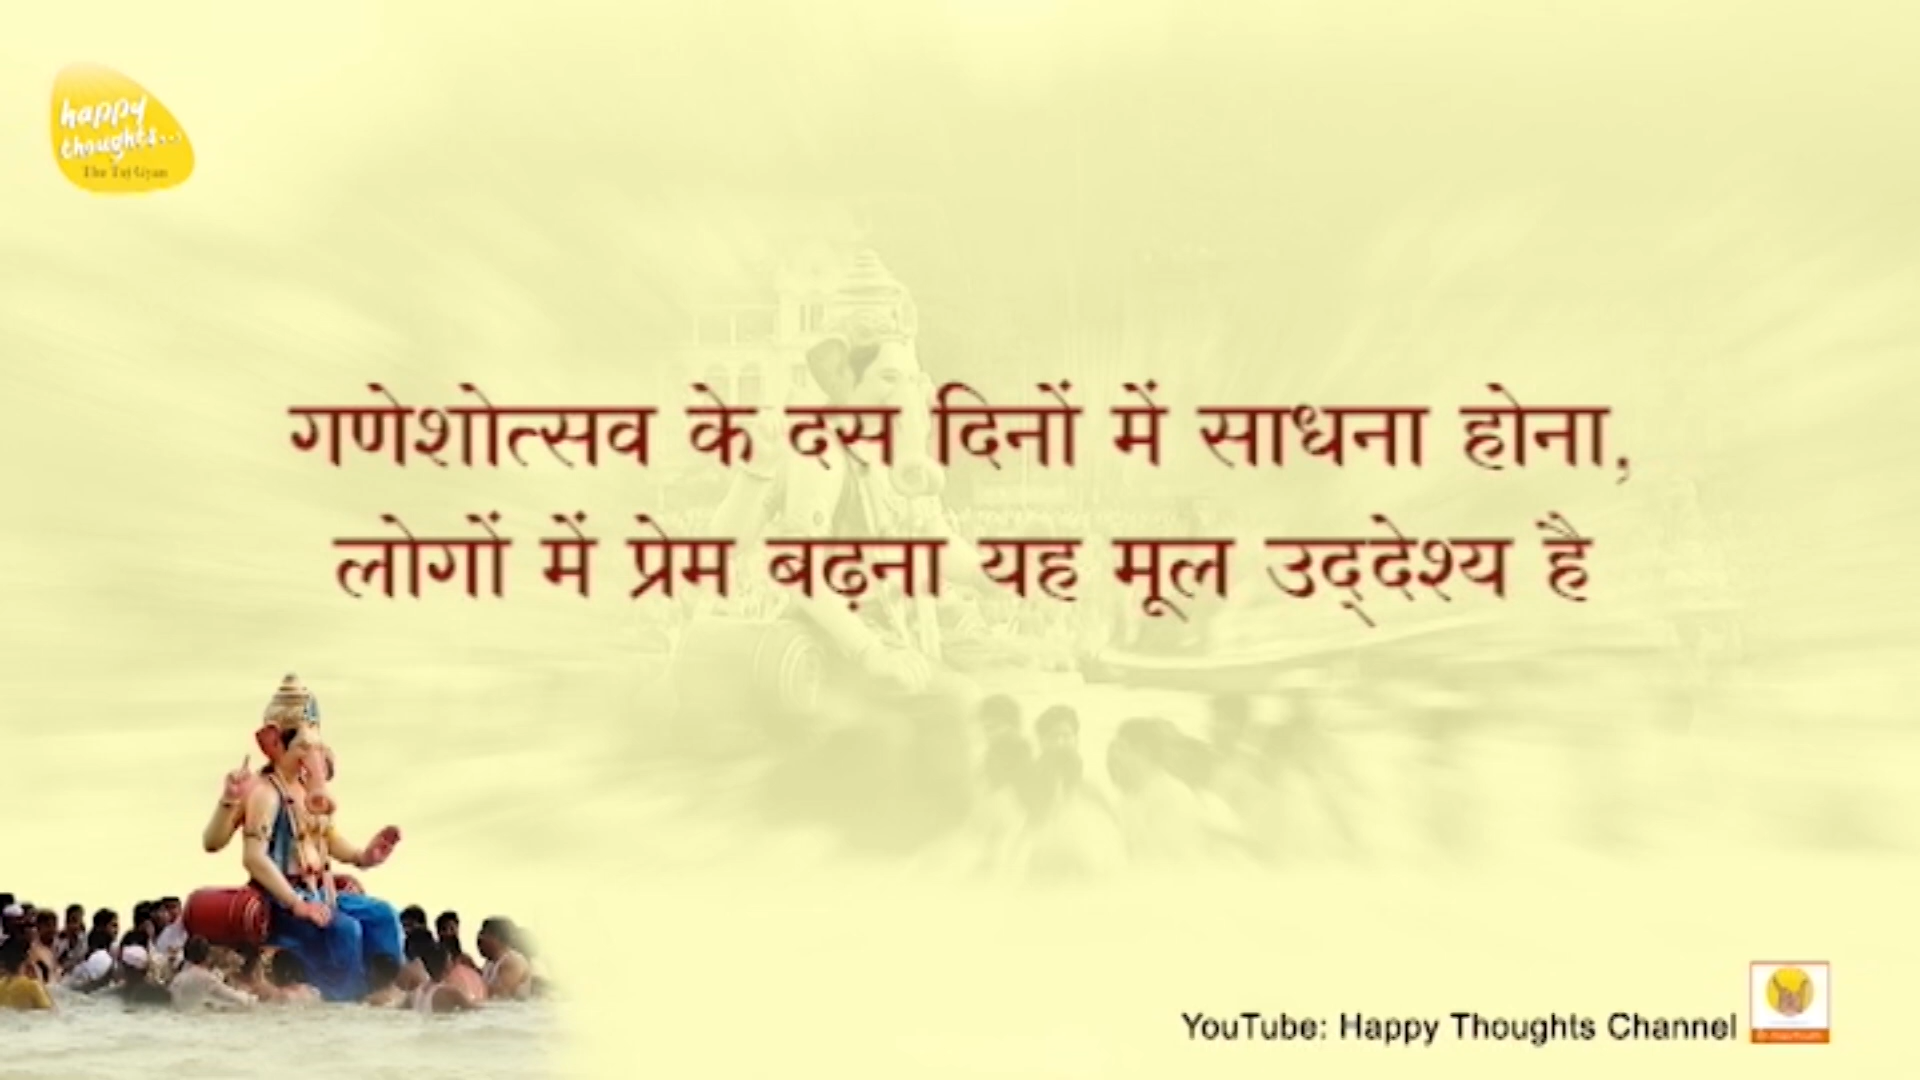 happy
thoughts...
गणेशोत्सव के दस दिनों में साधना होना,
लोगों में प्रेम बढ़ना यह मूल उद्‌देश्य है
YouTube: Happy Thoughts Channel